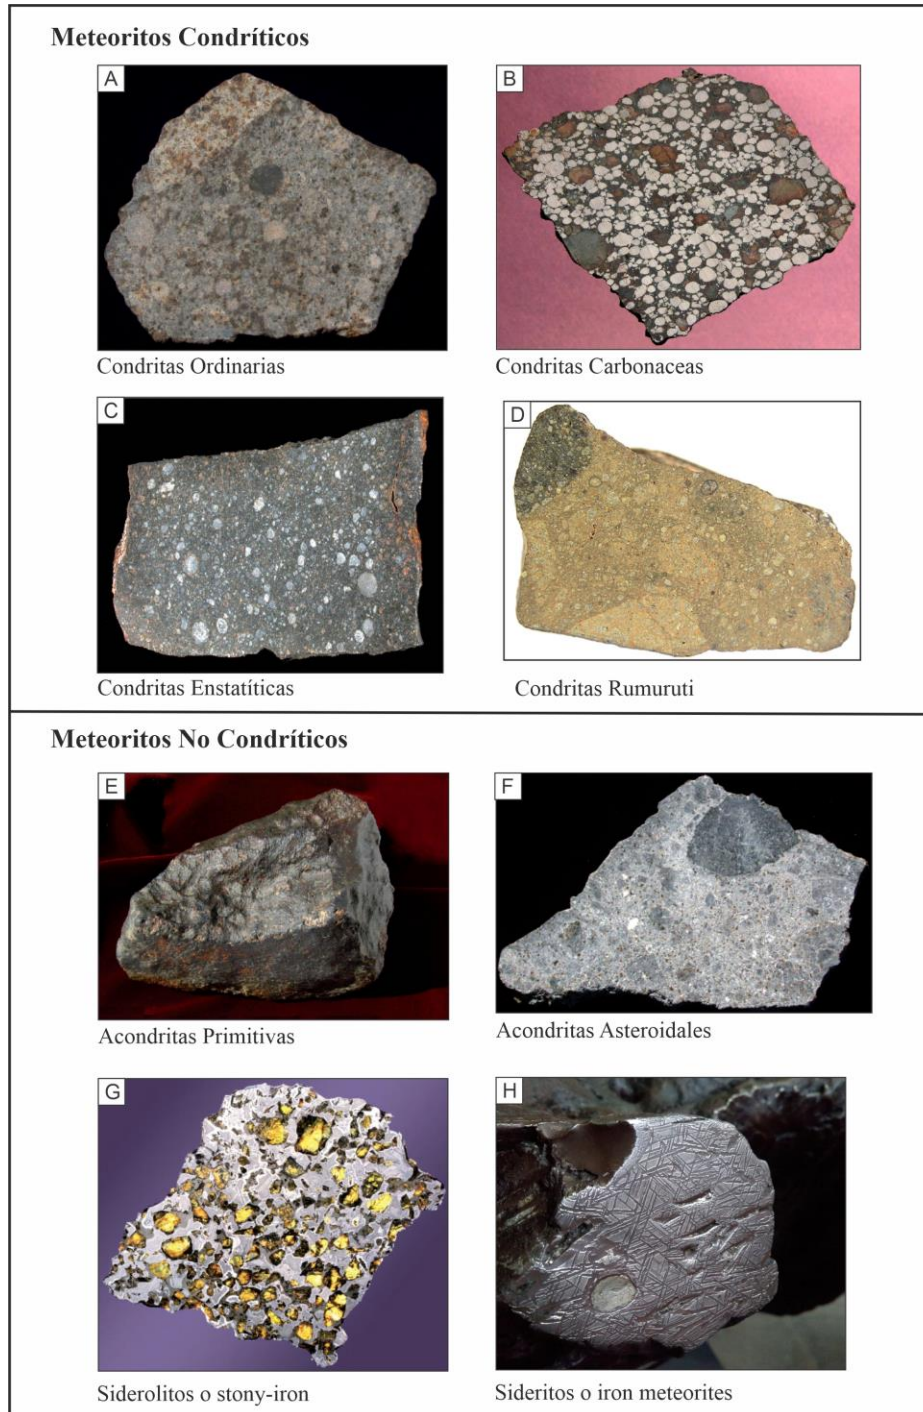 Meteoritos Condríticos
A
B
Condritas Ordinarias
Condritas Carbonaceas
C
D
Condritas Enstatíticas
Condritas Rumuruti
Meteoritos No Condríticos
E
F
Acondritas Primitivas
Acondritas Asteroidales
G
H
Siderolitos o stony-iron
Sideritos o iron meteorites